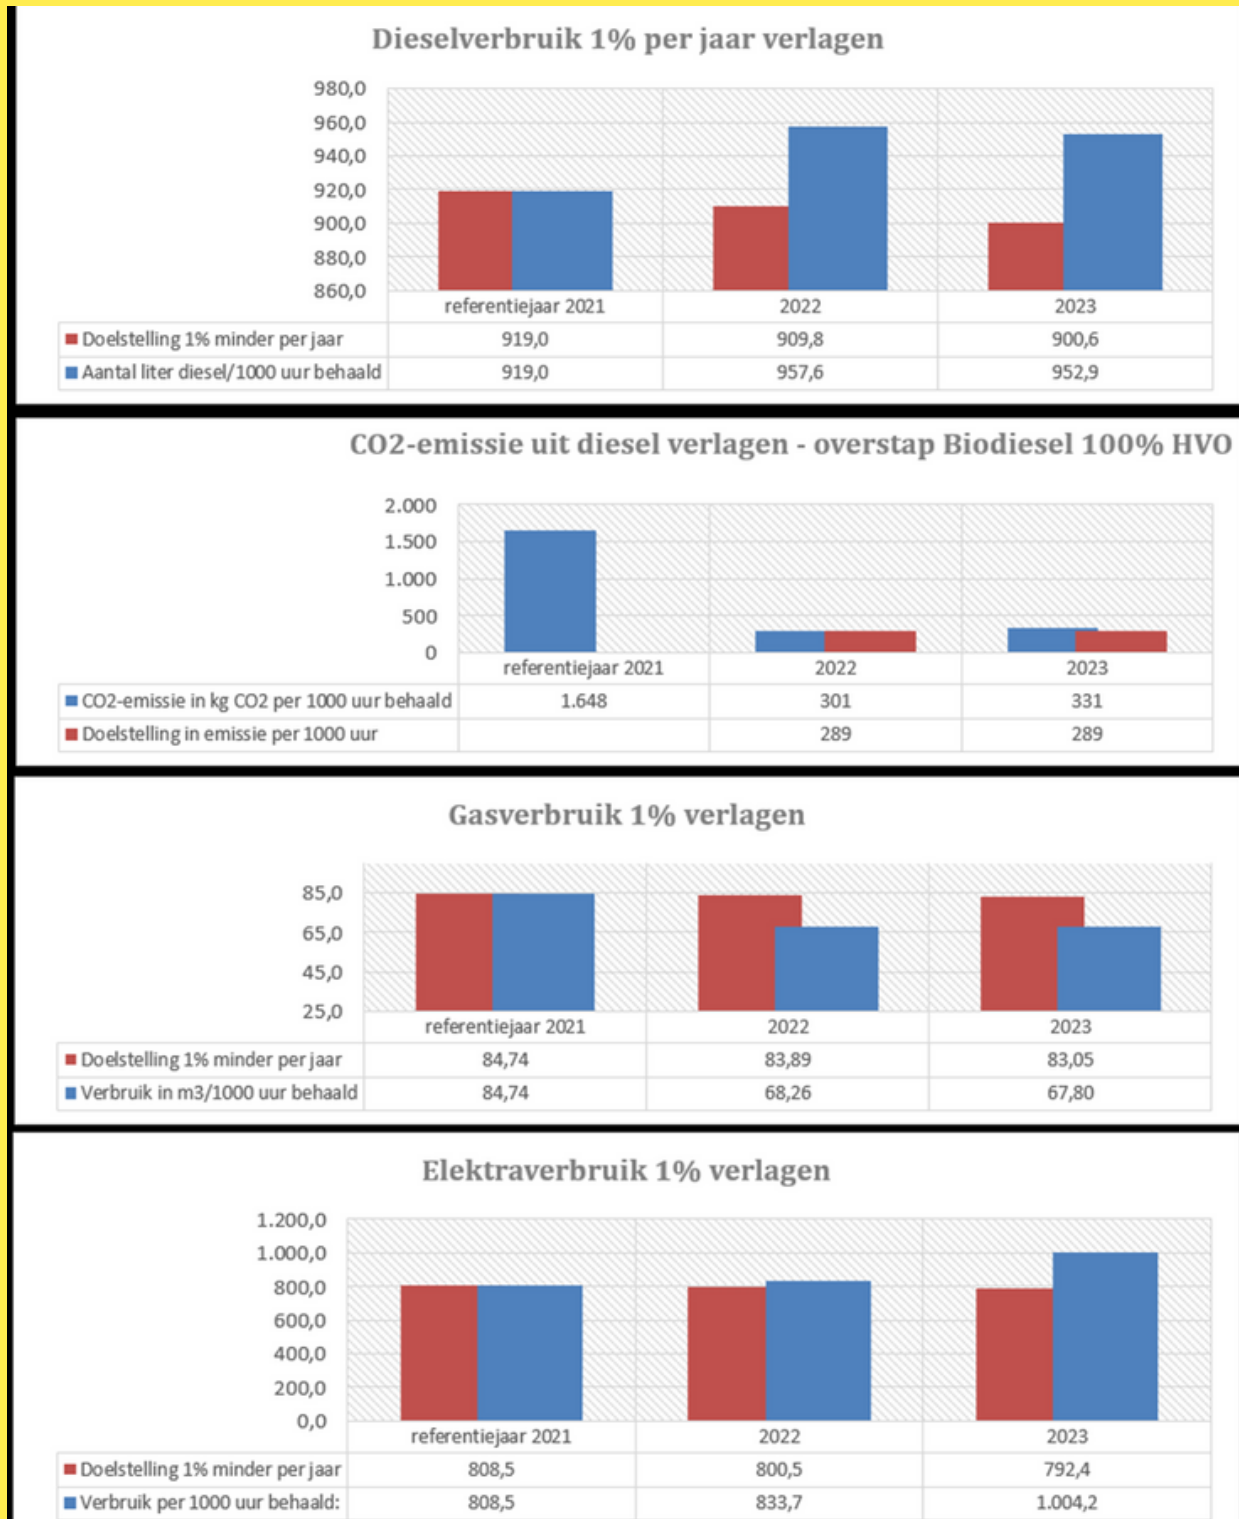 Dieselverbruik 1% per jaar verlagen
980,0
960,0
940,0
920,0
900,0
880,0
860,0
referentiejaar 2021 2022 2023
Doelstelling 1% minder per jaar 919,0 909,8 900,6
Aantal liter diesel/1000 uur behaald 919,0 957,6 952,9
CO2-emissie uit diesel verlagen - overstap Biodiesel 100% HVO
2.000
1.500
1.000
500
0
referentiejaar 2021 2022 2023
CO2-emissie in kg CO2 per 1000 uur behaald 1.648 301 331
Doelstelling in emissie per 1000 uur 289 289
Gasverbruik 1% verlagen
85,0
65,0
45,0
25,0
referentiejaar 2021 2022 2023
Doelstelling 1% minder per jaar 84,74 83,89 83,05
Verbruik in m3/1000 uur behaald 84,74 68,26 67,80
Elektraverbruik 1% verlagen
1.200,0
1.000,0
800,0
600,0
400,0
200,0
0,0
referentiejaar 2021 2022 2023
Doelstelling 1% minder per jaar 808,5 800,5 792,4
Verbruik per 1000 uur behaald: 808,5 833,7 1.004,2